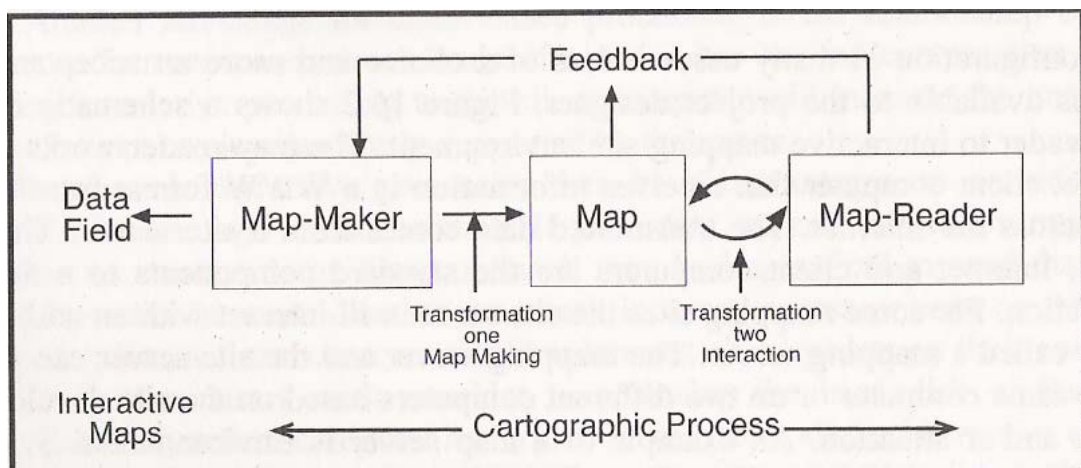 Feedback
Data
Field
Map-Maker
Map
Map-Reader
Transformation
one
Map Making
Transformation
two
Interaction
Interactive
Maps
Cartographic Process